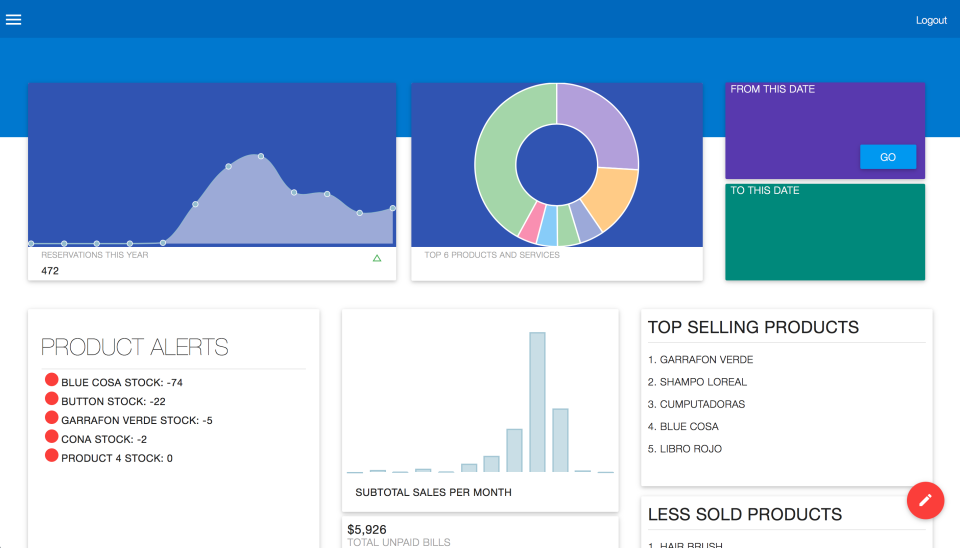 Logout
FROM THIS DATE
GO
TO THIS DATE
RESERVATIONS THIS YEAR
472
TOP 6 PRODUCTS AND SERVICES
PRODUCT ALERTS
BLUE COSA STOCK: -74
BUTTON STOCK: -22
GARRAFON VERDE STOCK: -5
CONA STOCK: -2
PRODUCT 4 STOCK: 0
SUBTOTAL SALES PER MONTH
$5,926
TOTAL UNPAID BILLS
TOP SELLING PRODUCTS
1. GARRAFON VERDE
2. SHAMPO LOREAL
3. CUMPUTADORAS
4. BLUE COSA
5. LIBRO ROJO
LESS SOLD PRODUCTS
1. HAIR BRUSH